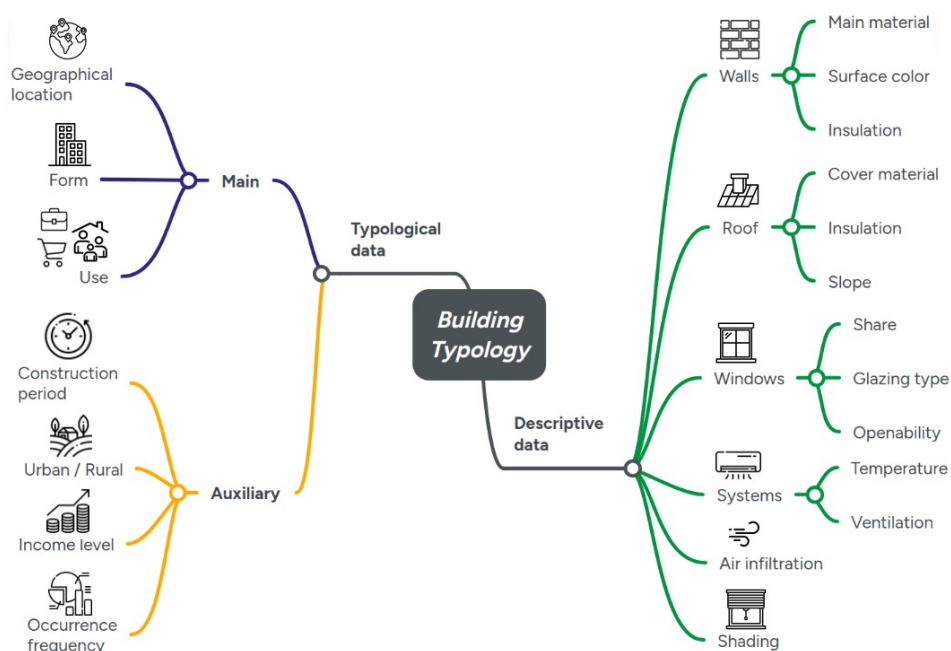 Geographical
location
Form
Use
Main
Typological
data
Construction
period
Urban / Rural
Income level
Occurrence
frequency
Auxiliary
Building
Typology
Descriptive
data
Walls
Main material
Surface color
Insulation
Roof
Cover material
Insulation
Slope
Windows
Share
Glazing type
Openability
Systems
Temperature
Ventilation
Air infiltration
Shading